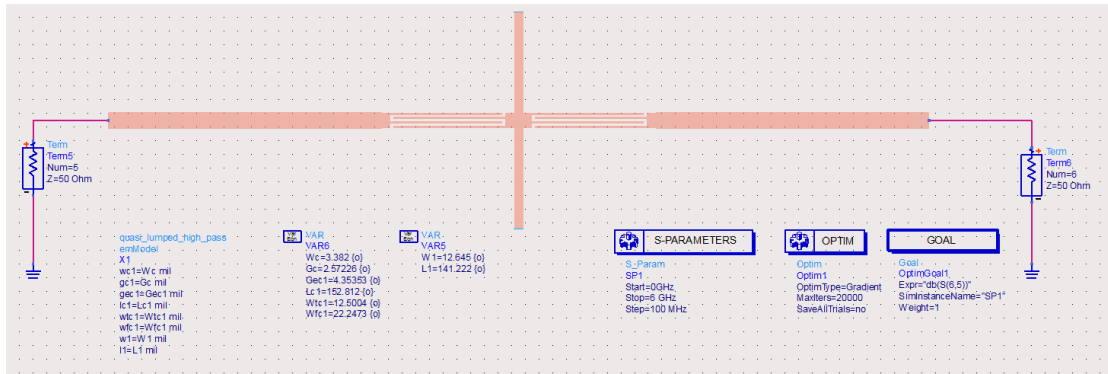 Term
Term5
Num=5
Z=50 Ohm
Term
Term6
Num=6
Z=50 Ohm
quasi_lumped_high_pass
emModel
X1
wc1=Wc mil
gc1=Gc mil
gec1=Gec1 mil
lc1=Lc1 mil
wtc1=Wtc1 mil
wfc1=Wfc1 mil
w1=W1 mil
l1=L1 mil
Var
Eqn
VAR
VAR6
Wc=3.382 {o}
Gc=2.57226 {o}
Gec1=4.35353 {o}
Lc1=152.812 {o}
Wtc1=12.5004 {o}
Wfc1=22.2473 {o}
Var
Eqn
VAR
VAR5
W1=12.645 {o}
L1=141.222 {o}
S-PARAMETERS
S_Param
SP1
Start=0GHz
Stop=6 GHz
Step=100 MHz
OPTIM
Optim
Optim1
OptimType=Gradient
MaxIters=20000
SaveAllTrials=no
GOAL
Goal
OptimGoal1
Expr="db(S(6,5))"
SimInstanceName="SP1"
Weight=1